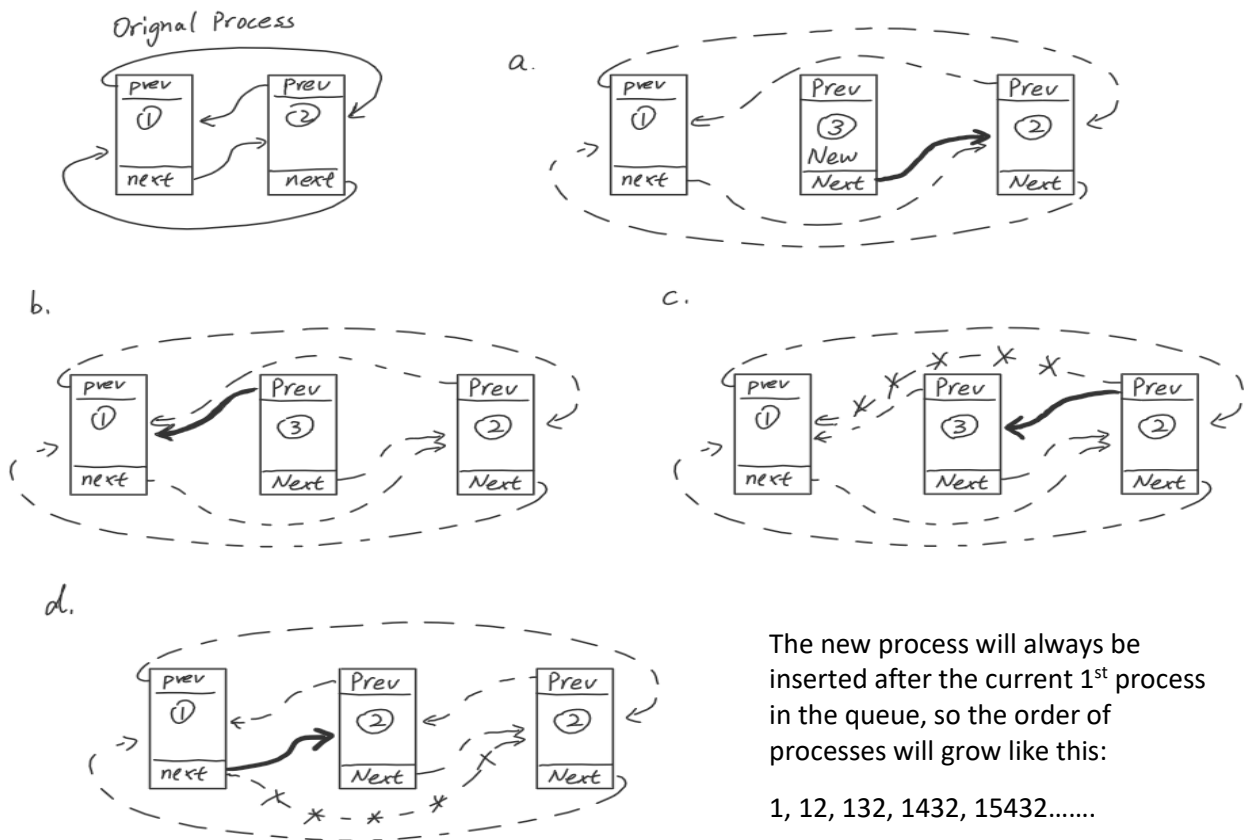 Orignal Process
prev
①
next
Prev
②
next
a.
prev
①
next
Prev
③
New
Next
Prev
②
Next
b.
prev
①
next
Prev
③
Next
Prev
②
Next
c.
prev
①
next
Prev
③
Next
Prev
②
Next
d.
prev
①
next
Prev
②
Next
Prev
②
Next
The new process will always be
inserted after the current 1st process
in the queue, so the order of
processes will grow like this:
1, 12, 132, 1432, 15432.......